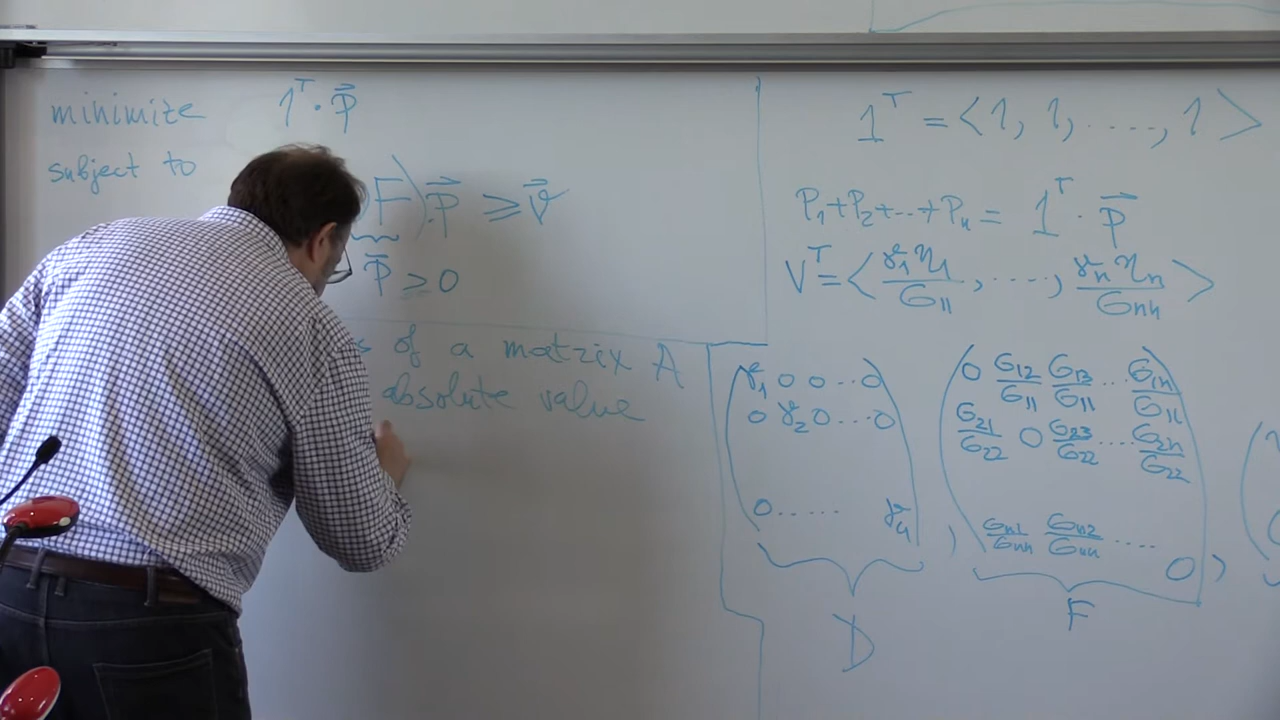 minimize 1ᵀ · p⃗
subject to
F) · p⃗ ≥ v⃗
p⃗ ≥ 0
s of a matrix A
absolute value
1ᵀ = <1, 1, ...., 1>
P₁+P₂+...+Pₙ = 1ᵀ · p⃗
Vᵀ = <γ₁η₁/G₁₁, ...., γₙηₙ/Gₙₙ>
γ₁ 0 0 ... 0
0 γ₂ 0 ... 0
0 ...... γₙ ,
D
0 G₁₂/G₁₁ G₁₃/G₁₁ ... G₁ₙ/G₁₁
G₂₁/G₂₂ 0 G₂₃/G₂₂ .... G₂ₙ/G₂₂
Gₙ₁/Gₙₙ Gₙ₂/Gₙₙ ..... 0 ,
F